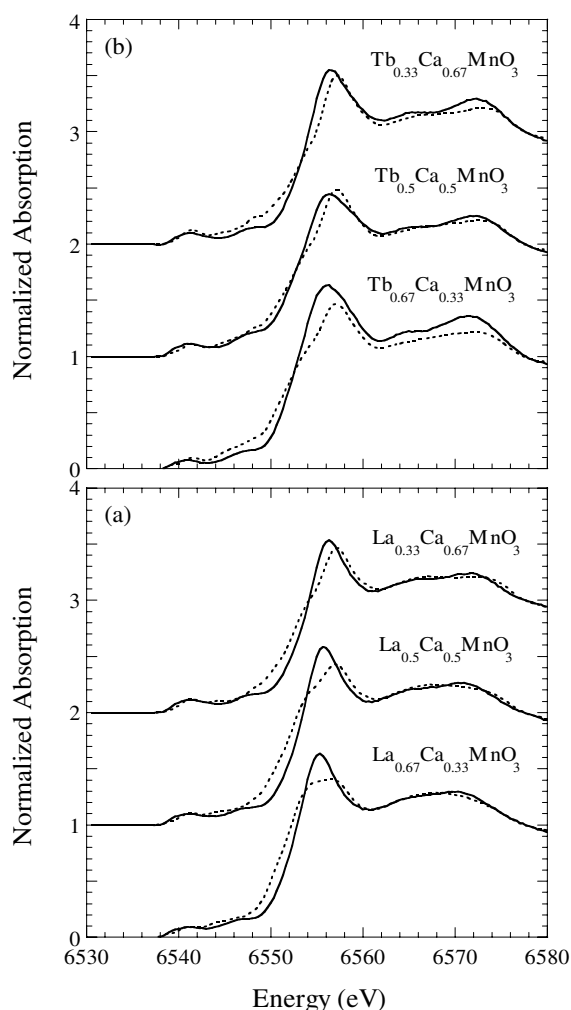 (b)
Tb0.33Ca0.67MnO3
Tb0.5Ca0.5MnO3
Tb0.67Ca0.33MnO3
Normalized Absorption
4
3
2
1
0
(a)
La0.33Ca0.67MnO3
La0.5Ca0.5MnO3
La0.67Ca0.33MnO3
Normalized Absorption
4
3
2
1
0
6530 6540 6550 6560 6570 6580
Energy (eV)